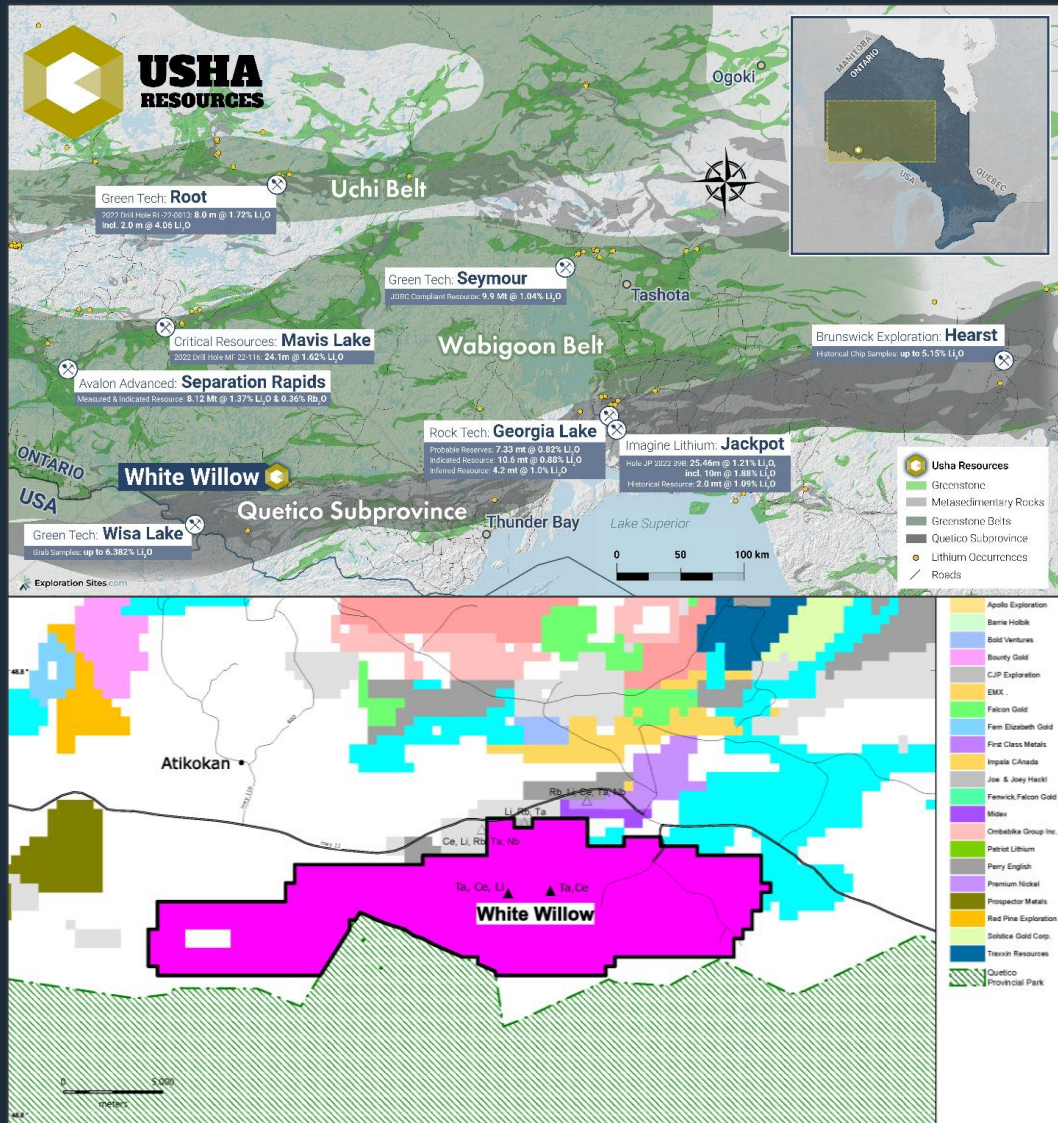 USHA
RESOURCES
Ogoki
MANITOBA
ONTARIO
USA
QUEBEC
Uchi Belt
Green Tech: Root
2022 Drill Hole RL-22-0013: 8.0 m @ 1.72% Li₂O
Incl. 2.0 m @ 4.06 Li₂O
Green Tech: Seymour
JORC Compliant Resource: 9.9 Mt @ 1.04% Li₂O
Tashota
Critical Resources: Mavis Lake
2022 Drill Hole MF 22-116: 24.1m @ 1.62% Li₂O
Wabigoon Belt
Brunswick Exploration: Hearst
Historical Chip Samples: up to 5.15% Li₂O
Avalon Advanced: Separation Rapids
Measured & Indicated Resource: 8.12 Mt @ 1.37% Li₂O & 0.36% Rb₂O
Rock Tech: Georgia Lake
Probable Reserves: 7.33 mt @ 0.82% Li₂O
Indicated Resource: 10.6 mt @ 0.88% Li₂O
Inferred Resource: 4.2 mt @ 1.0% Li₂O
Imagine Lithium: Jackpot
Hole JP 2022 39B: 25.46m @ 1.21% Li₂O,
incl. 10m @ 1.88% Li₂O
Historical Resource: 2.0 mt @ 1.09% Li₂O
ONTARIO
USA
White Willow
Quetico Subprovince
Green Tech: Wisa Lake
Grab Samples: up to 6.382% Li₂O
Thunder Bay
Lake Superior
0 50 100 km
Usha Resources
Greenstone
Metasedimentary Rocks
Greenstone Belts
Quetico Subprovince
Lithium Occurrences
Roads
Exploration Sites.com
48.8°
Atikokan
Hwy 11B
622
Hwy 11
Rb, Li, Ce, Ta, Nb
Li, Rb, Ta
Ce, Li, Rb, Ta, Nb
Ta, Ce, Li
Ta,Ce
White Willow
0 5,000
meters
Apollo Exploration
Barrie Holbik
Bold Ventures
Bounty Gold
CJP Exploration
EMX .
Falcon Gold
Fern Elizabeth Gold
First Class Metals
Impala CAnada
Joe & Joey Hackl
Fenwick,Falcon Gold
Midex
Ombabika Group Inc.
Patriot Lithium
Perry English
Premium Nickel
Prospector Metals
Red Pine Exploration
Solstice Gold Corp.
Traxxin Resources
Quetico
Provincial Park